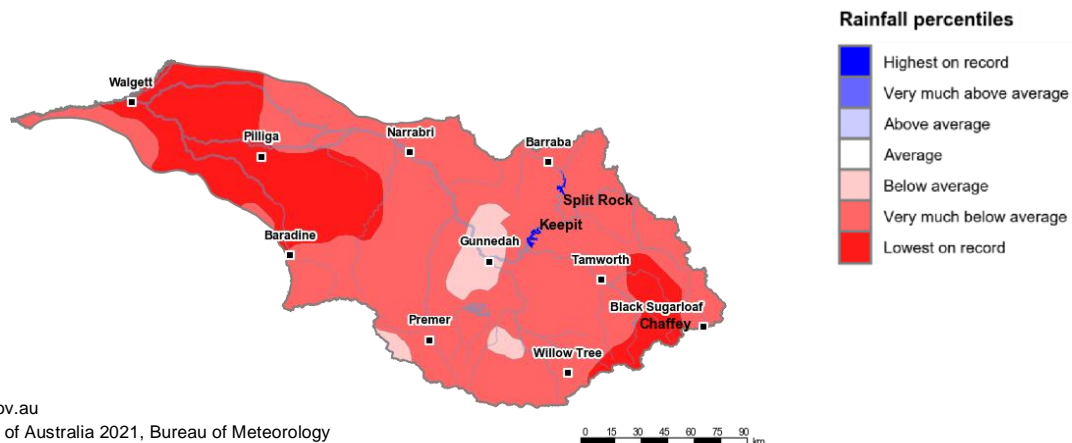 Rainfall percentiles
Highest on record
Very much above average
Above average
Average
Below average
Very much below average
Lowest on record
Walgett
Pilliga
Narrabri
Barraba
Split Rock
Keepit
Baradine
Gunnedah
Tamworth
Black Sugarloaf
Chaffey
Premer
Willow Tree
ov.au
of Australia 2021, Bureau of Meteorology
0 15 30 45 60 75 90
km